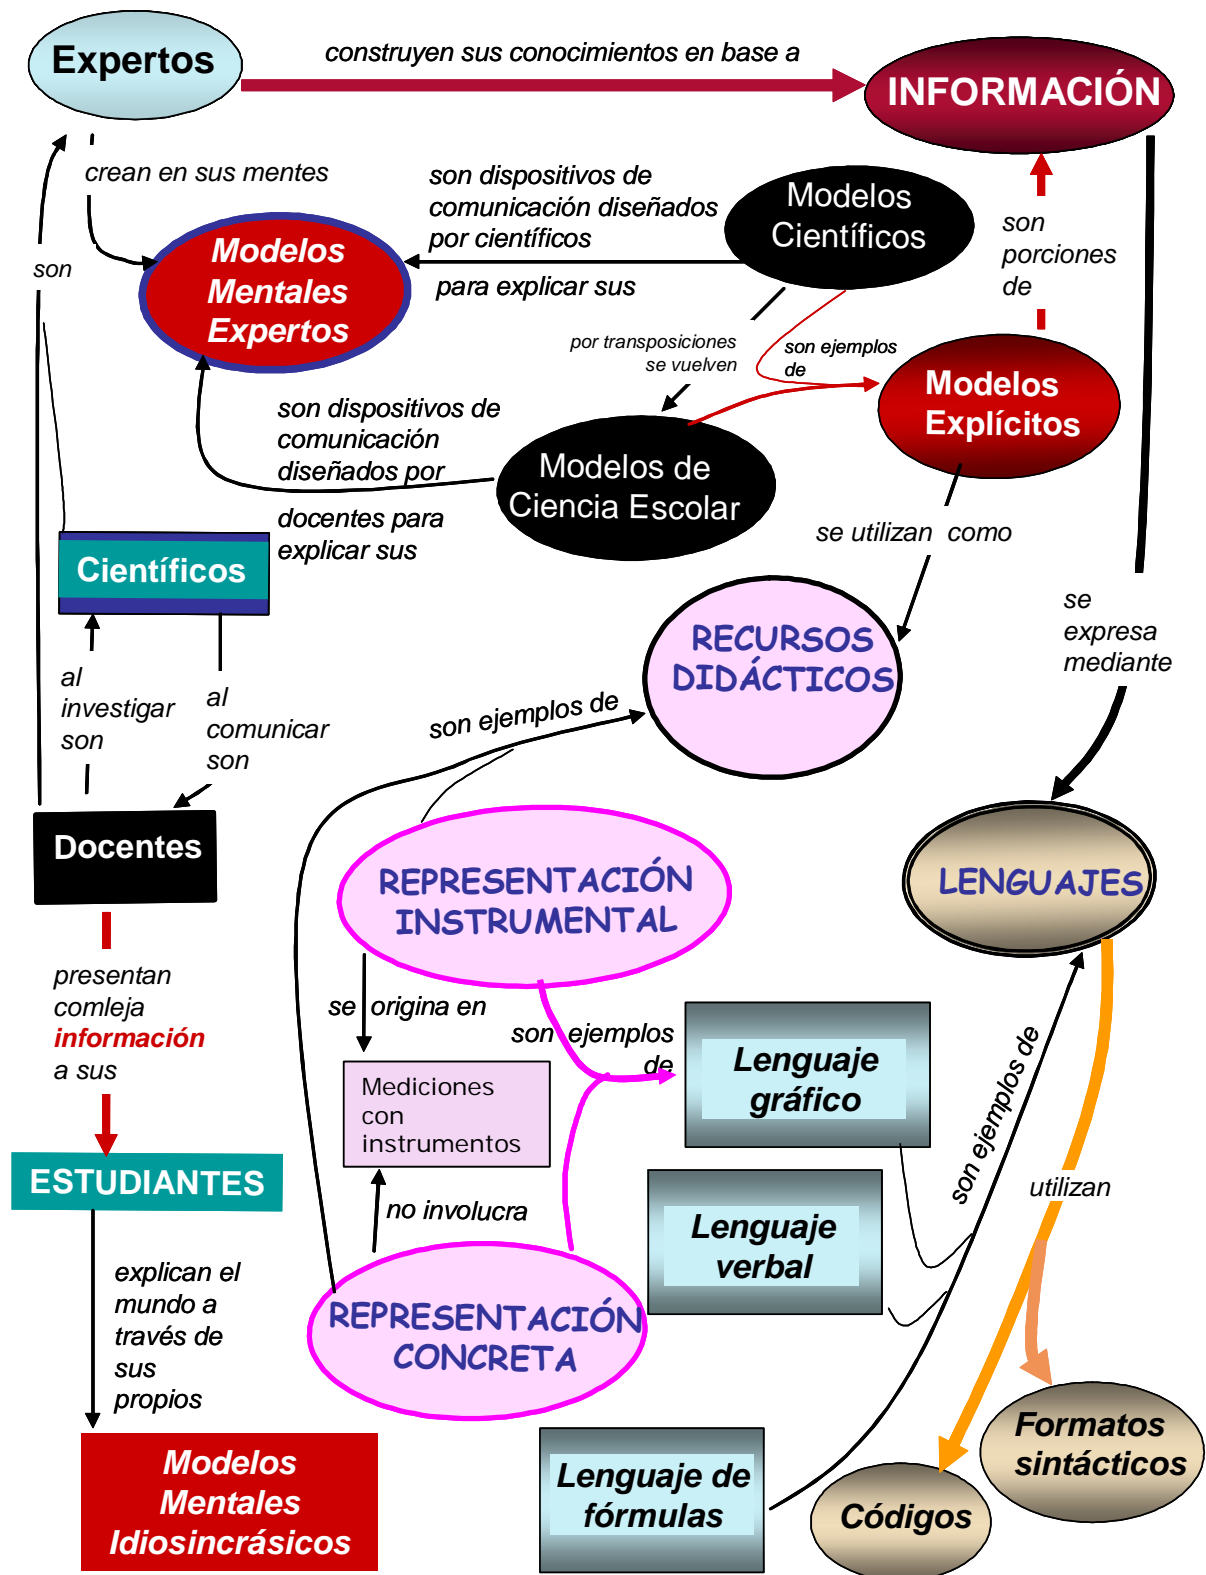 Expertos
construyen sus conocimientos en base a
INFORMACIÓN
crean en sus mentes
son dispositivos de
comunicación diseñados
por científicos
para explicar sus
Modelos
Científicos
son
porciones
de
son
Modelos
Mentales
Expertos
por transposiciones
se vuelven
son ejemplos
de
Modelos
Explícitos
son dispositivos de
comunicación
diseñados por
docentes para
explicar sus
Modelos de
Ciencia Escolar
se utilizan como
Científicos
se
expresa
mediante
RECURSOS
DIDÁCTICOS
al
investigar
son
al
comunicar
son
son ejemplos de
Docentes
REPRESENTACIÓN
INSTRUMENTAL
LENGUAJES
presentan
comleja
información
a sus
se origina en
son ejemplos
de
Lenguaje
gráfico
son ejemplos de
Mediciones
con
instrumentos
ESTUDIANTES
no involucra
Lenguaje
verbal
utilizan
explican el
mundo a
través de
sus
propios
REPRESENTACIÓN
CONCRETA
Modelos
Mentales
Idiosincrásicos
Lenguaje de
fórmulas
Formatos
sintácticos
Códigos